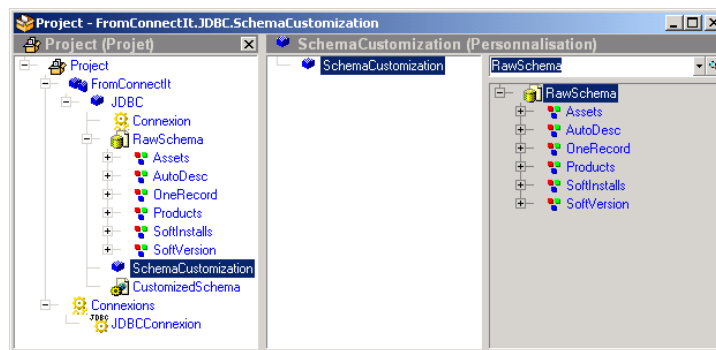 Project - FromConnectIt.JDBC.SchemaCustomization
Project (Projet)
Project
FromConnectIt
JDBC
Connexion
RawSchema
Assets
AutoDesc
OneRecord
Products
SoftInstalls
SoftVersion
SchemaCustomization
CustomizedSchema
Connexions
JDBC
JDBCConnexion
SchemaCustomization (Personnalisation)
SchemaCustomization
RawSchema
RawSchema
Assets
AutoDesc
OneRecord
Products
SoftInstalls
SoftVersion